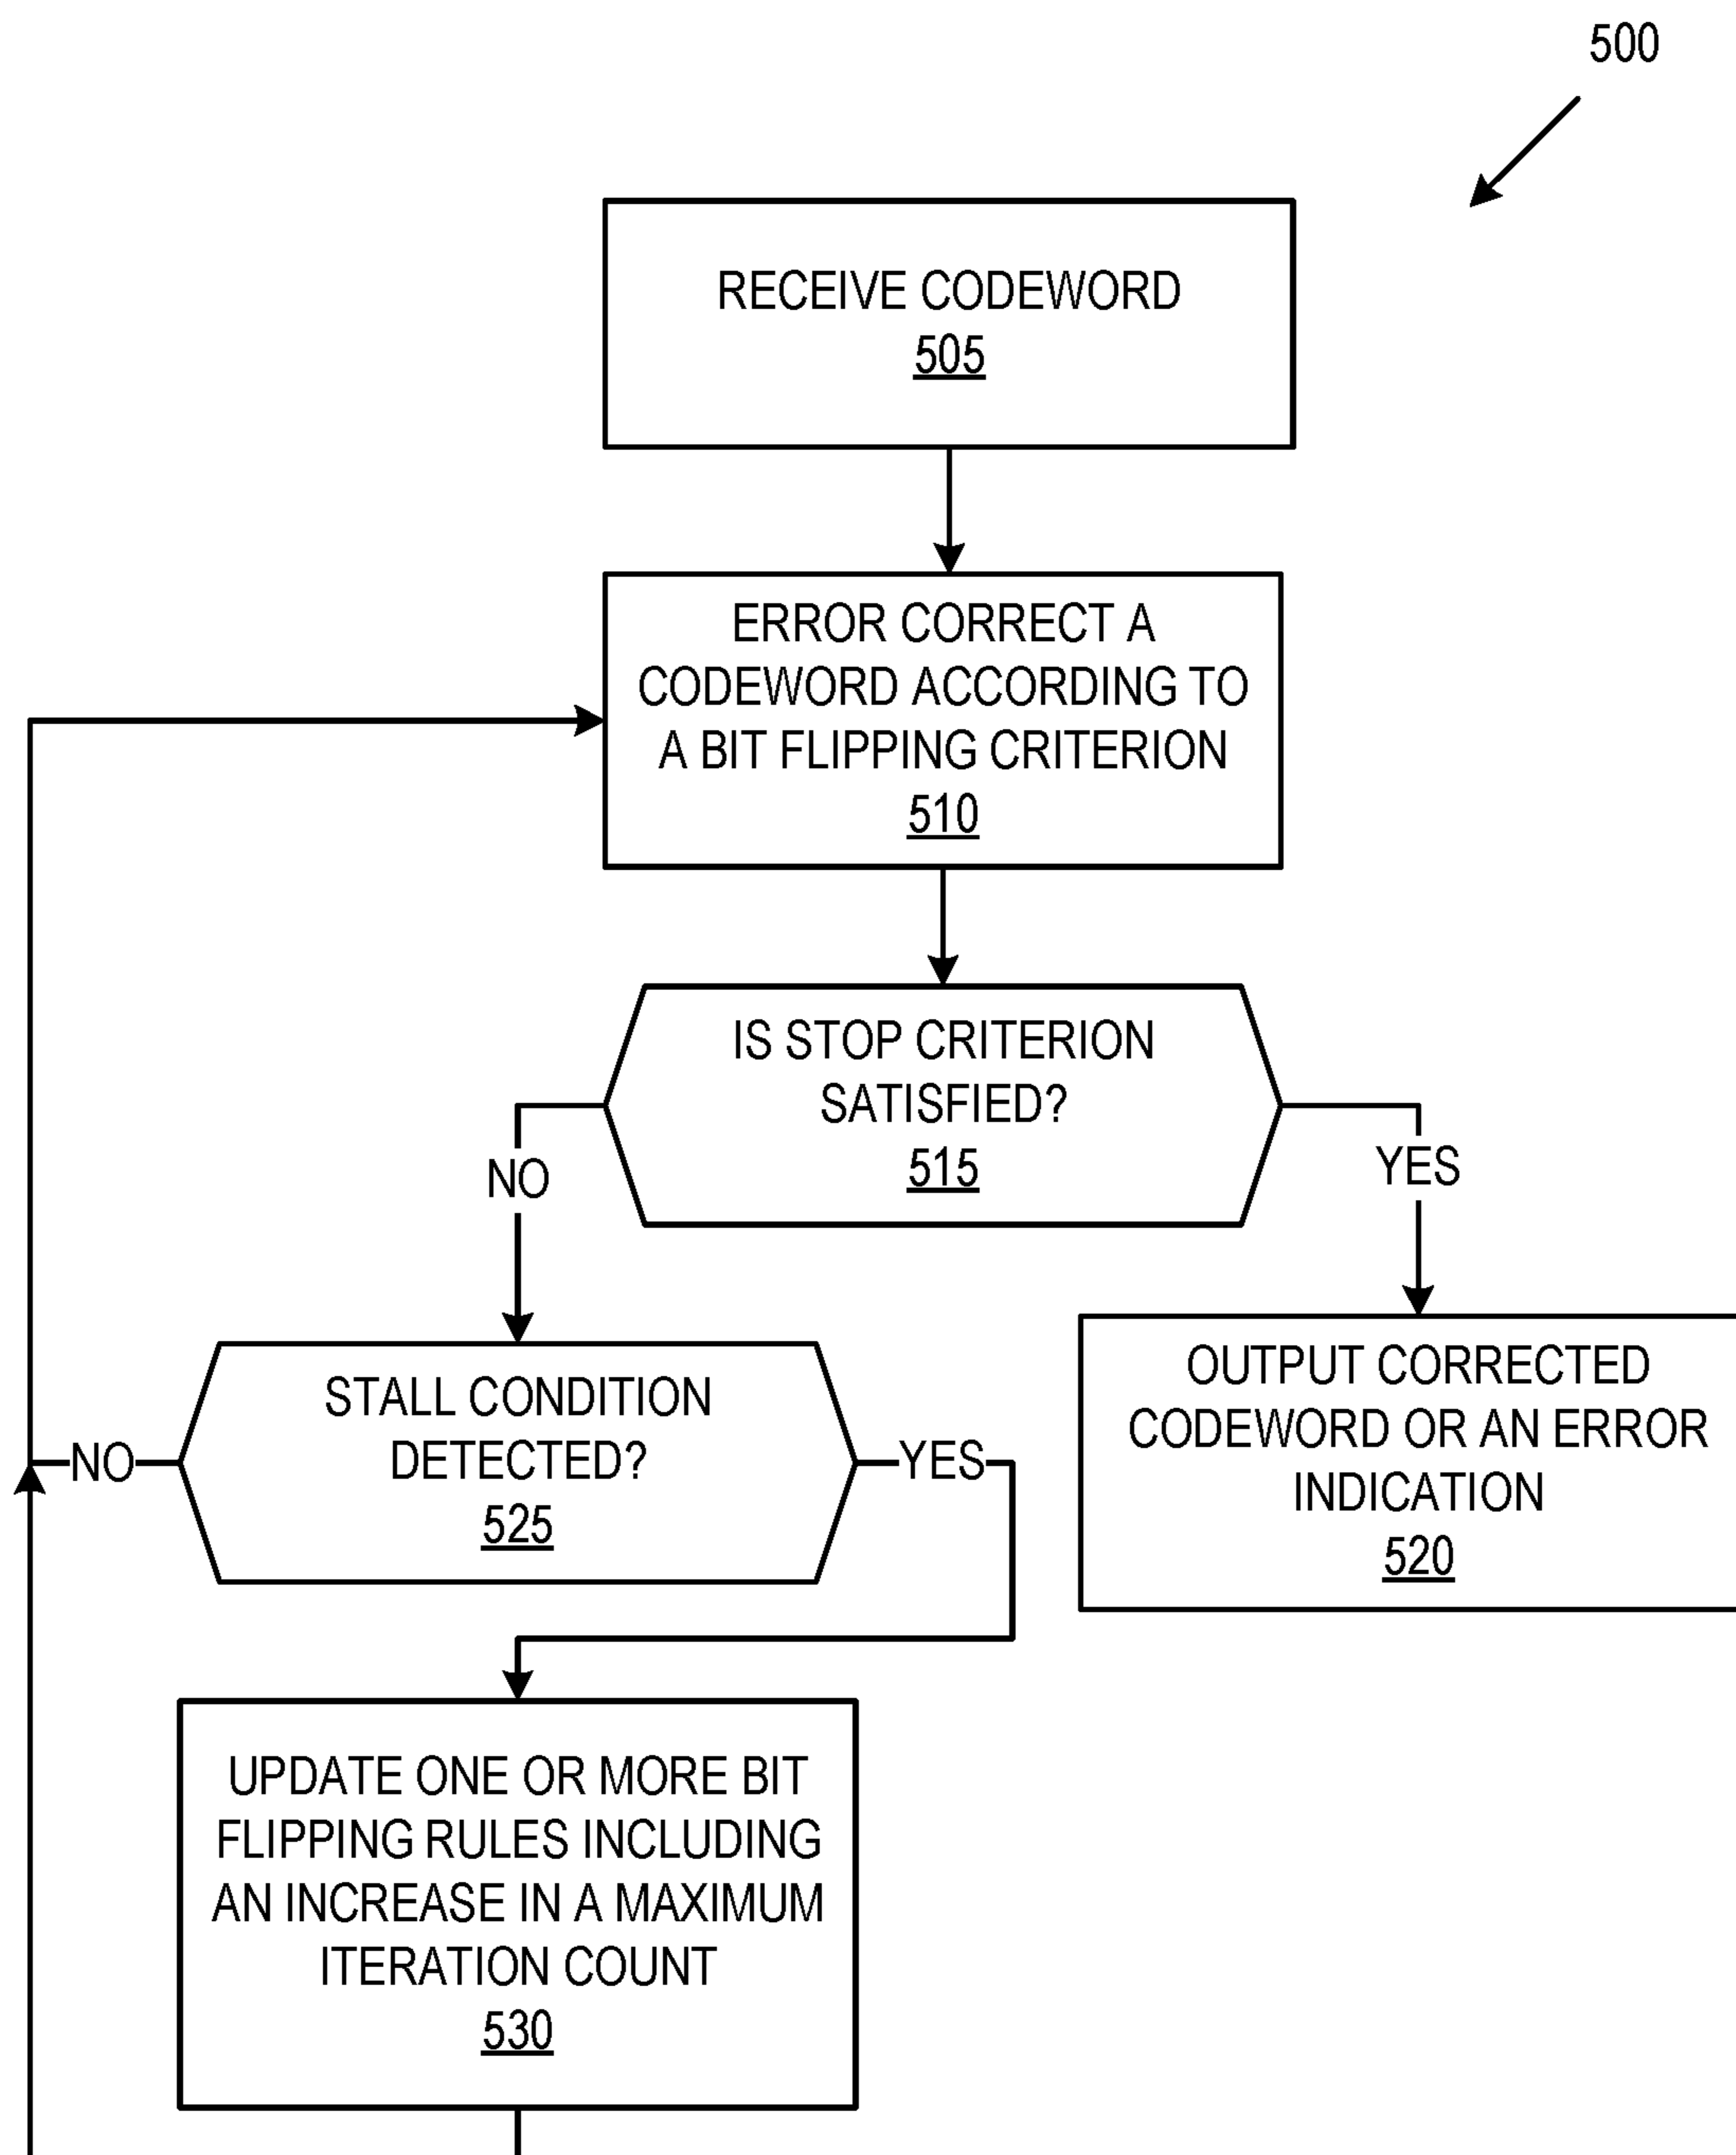 500
RECEIVE CODEWORD
505
ERROR CORRECT A
CODEWORD ACCORDING TO
A BIT FLIPPING CRITERION
510
IS STOP CRITERION
SATISFIED?
515
NO
YES
STALL CONDITION
DETECTED?
525
NO
YES
OUTPUT CORRECTED
CODEWORD OR AN ERROR
INDICATION
520
UPDATE ONE OR MORE BIT
FLIPPING RULES INCLUDING
AN INCREASE IN A MAXIMUM
ITERATION COUNT
530